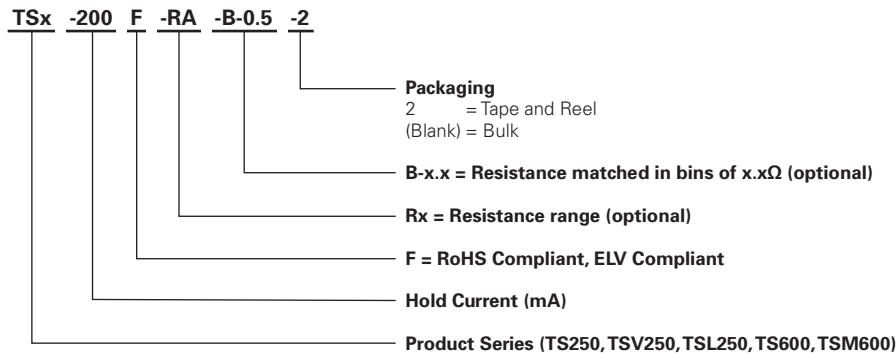 TSx -200 F -RA -B-0.5 -2
Packaging
2 = Tape and Reel
(Blank) = Bulk
B-x.x = Resistance matched in bins of x.xΩ (optional)
Rx = Resistance range (optional)
F = RoHS Compliant, ELV Compliant
Hold Current (mA)
Product Series (TS250, TSV250, TSL250, TS600, TSM600)